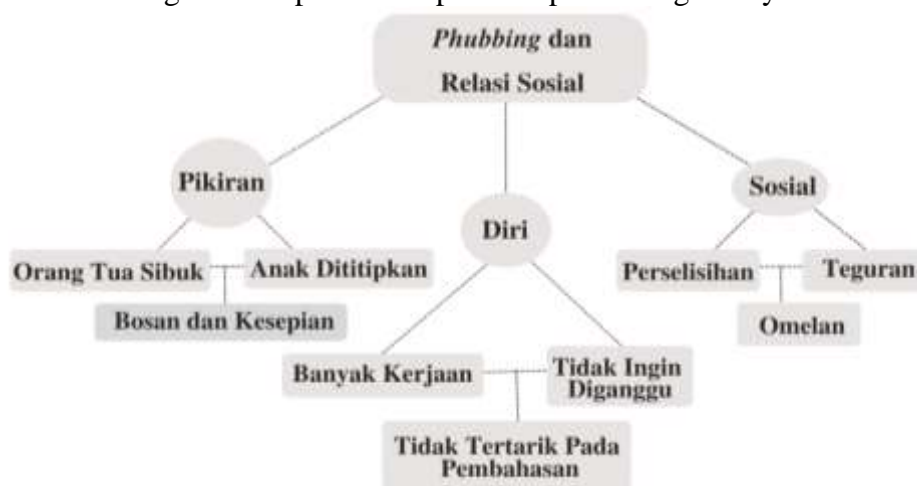 Phubbing dan
Relasi Sosial
Pikiran
Sosial
Diri
Orang Tua Sibuk
Anak Dititipkan
Perselisihan
Teguran
Bosan dan Kesepian
Omelan
Banyak Kerjaan
Tidak Ingin
Diganggu
Tidak Tertarik Pada
Pembahasan